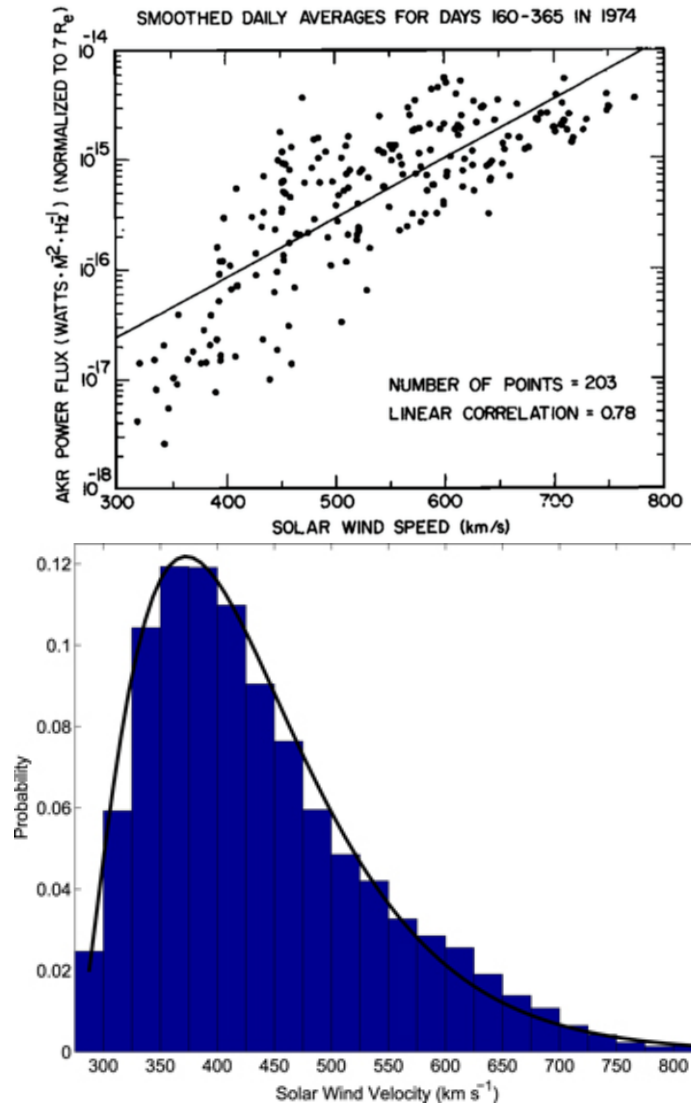 SMOOTHED DAILY AVERAGES FOR DAYS 160-365 IN 1974
AKR POWER FLUX (WATTS·M⁻²·HZ⁻¹) (NORMALIZED TO 7 Rₑ)
10⁻¹⁴
10⁻¹⁵
10⁻¹⁶
10⁻¹⁷
10⁻¹⁸
NUMBER OF POINTS = 203
LINEAR CORRELATION = 0.78
300 400 500 600 700 800
SOLAR WIND SPEED (km/s)
Probability
0.12
0.1
0.08
0.06
0.04
0.02
0
300 350 400 450 500 550 600 650 700 750 800
Solar Wind Velocity (km s⁻¹)